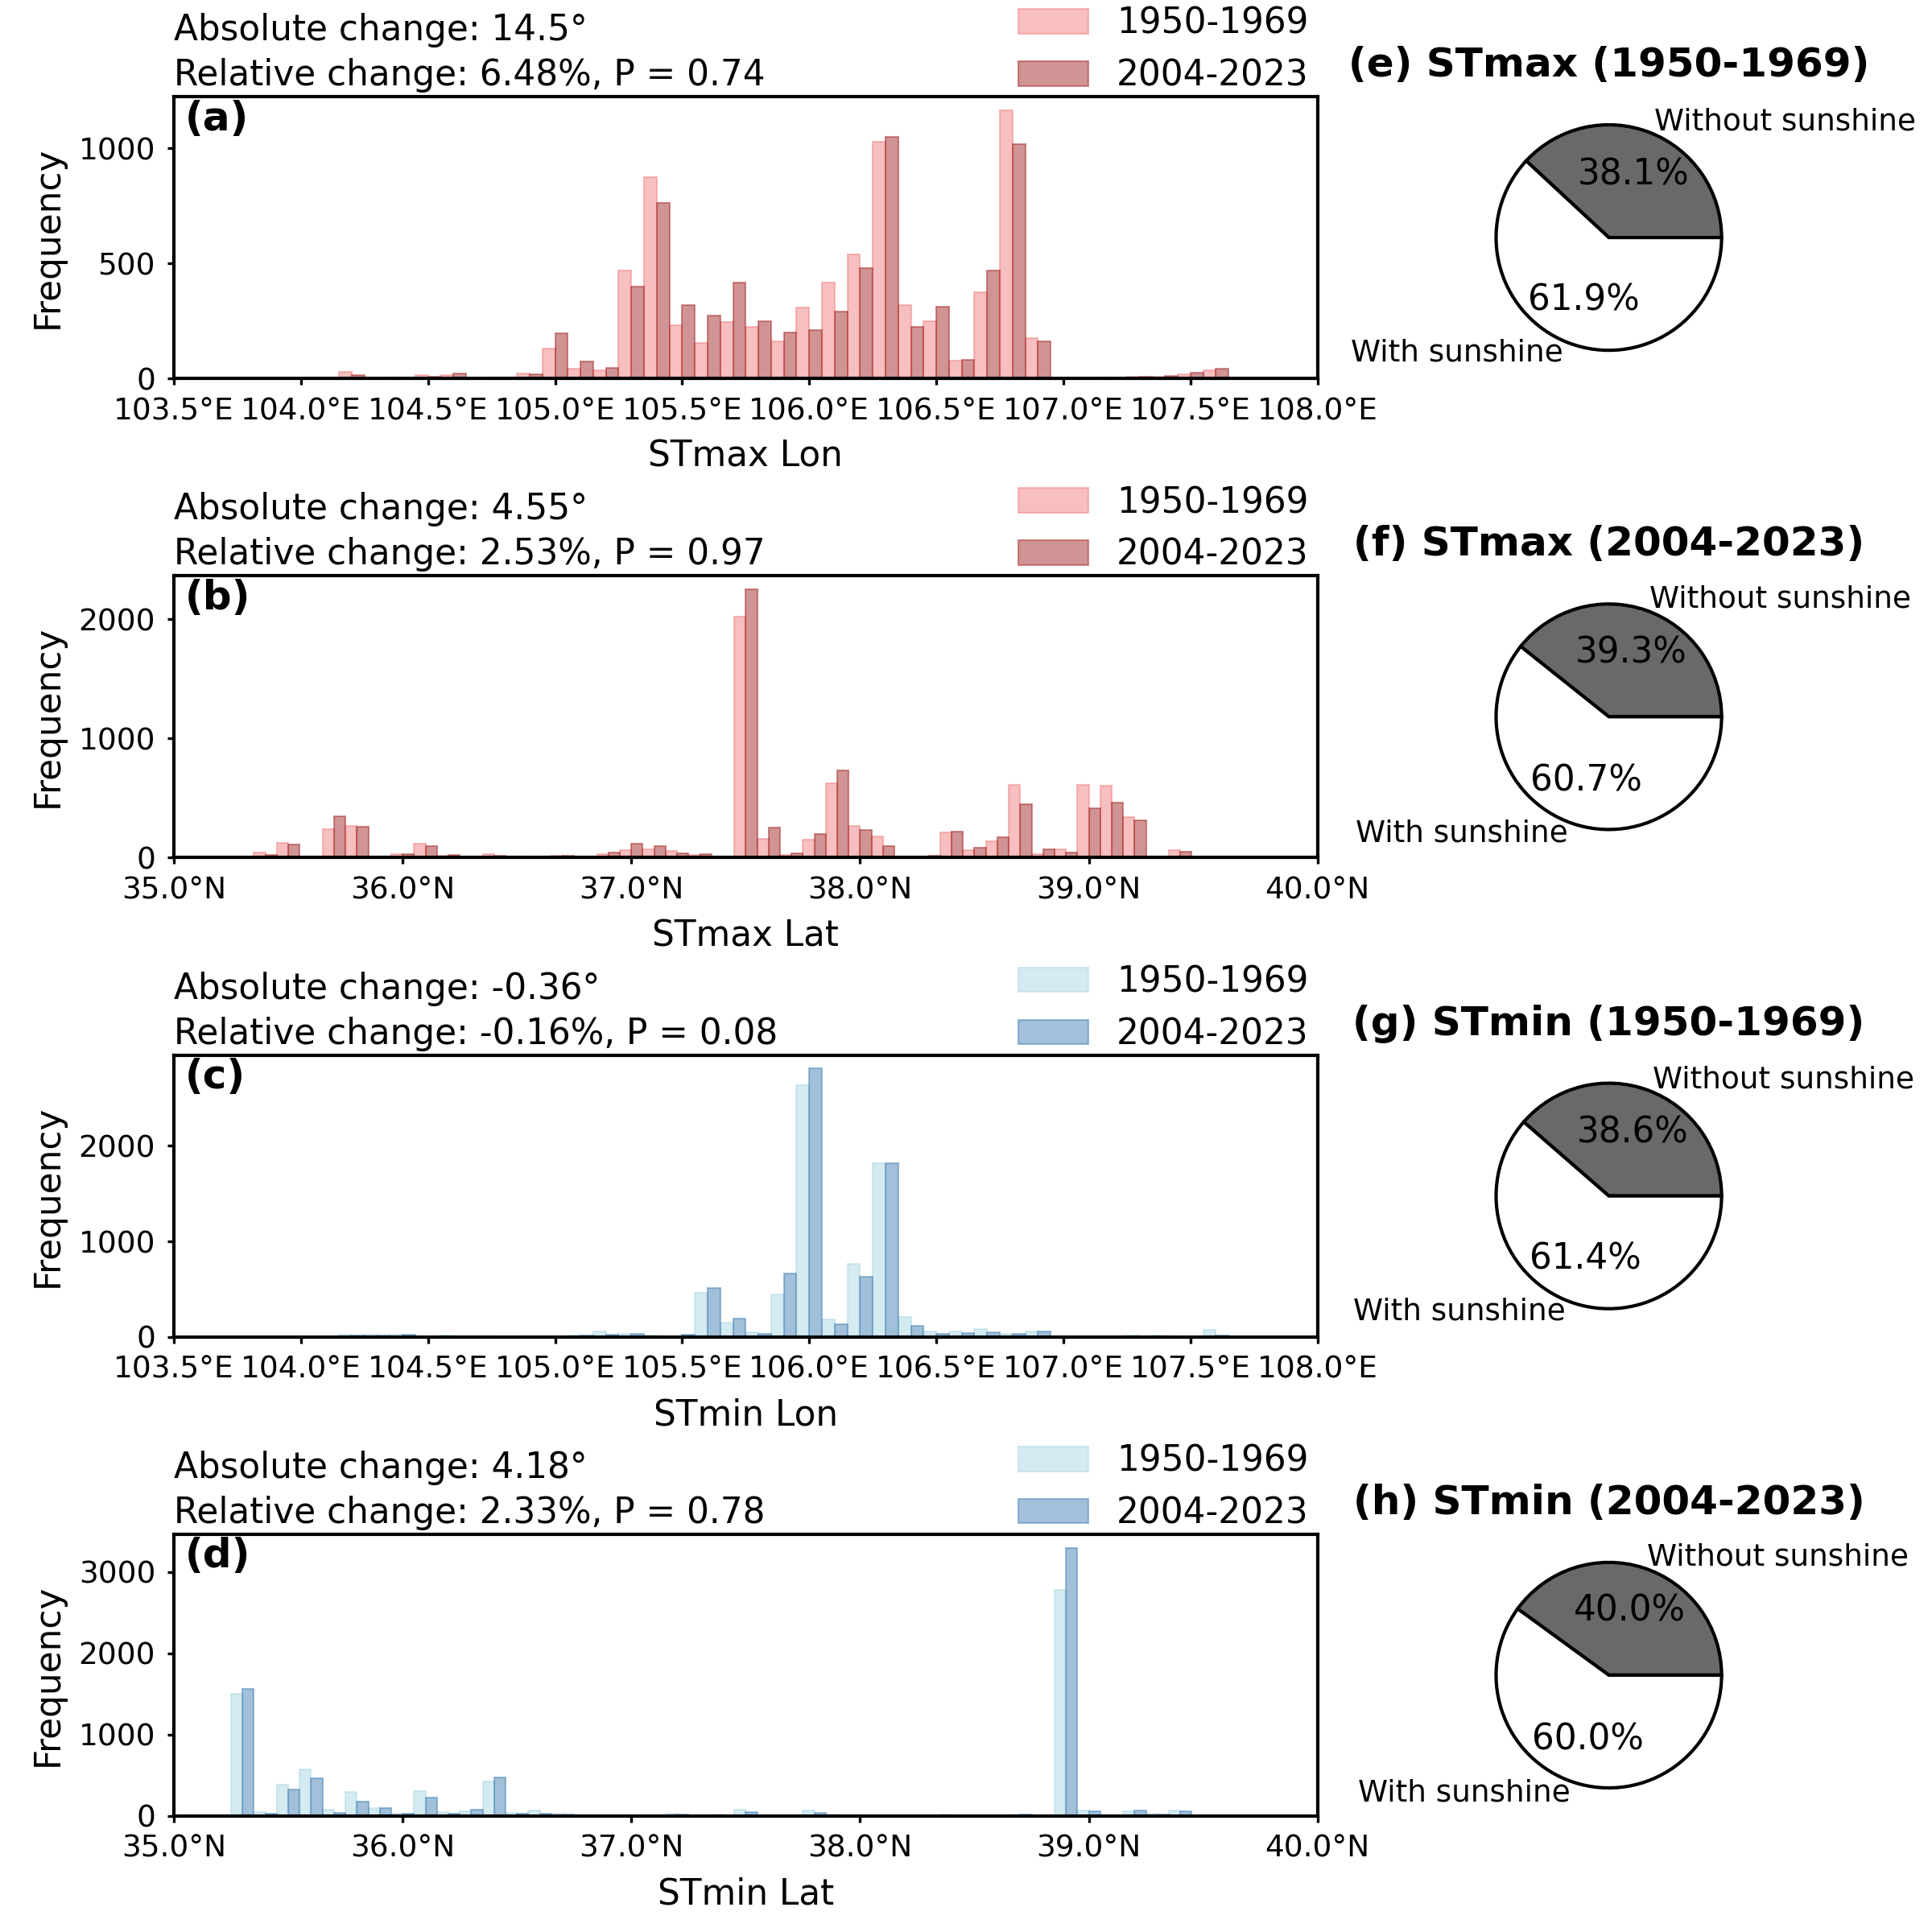 Absolute change: 14.5°
Relative change: 6.48%, P = 0.74
1950-1969
2004-2023
(a)
Frequency
1000
500
0
103.5°E 104.0°E 104.5°E 105.0°E 105.5°E 106.0°E 106.5°E 107.0°E 107.5°E 108.0°E
STmax Lon
(e) STmax (1950-1969)
Without sunshine
38.1%
61.9%
With sunshine
Absolute change: 4.55°
Relative change: 2.53%, P = 0.97
1950-1969
2004-2023
(b)
Frequency
2000
1000
0
35.0°N 36.0°N 37.0°N 38.0°N 39.0°N 40.0°N
STmax Lat
(f) STmax (2004-2023)
Without sunshine
39.3%
60.7%
With sunshine
Absolute change: -0.36°
Relative change: -0.16%, P = 0.08
1950-1969
2004-2023
(c)
Frequency
2000
1000
0
103.5°E 104.0°E 104.5°E 105.0°E 105.5°E 106.0°E 106.5°E 107.0°E 107.5°E 108.0°E
STmin Lon
(g) STmin (1950-1969)
Without sunshine
38.6%
61.4%
With sunshine
Absolute change: 4.18°
Relative change: 2.33%, P = 0.78
1950-1969
2004-2023
(d)
Frequency
3000
2000
1000
0
35.0°N 36.0°N 37.0°N 38.0°N 39.0°N 40.0°N
STmin Lat
(h) STmin (2004-2023)
Without sunshine
40.0%
60.0%
With sunshine